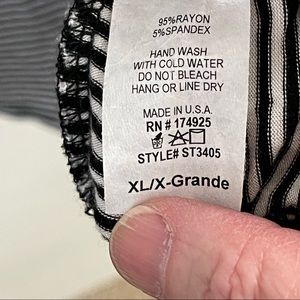 95%RAYON
5%SPANDEX
HAND WASH
WITH COLD WATER
DO NOT BLEACH
HANG OR LINE DRY
MADE IN U.S.A.
RN # 174925
STYLE# ST3405
XL/X-Grande